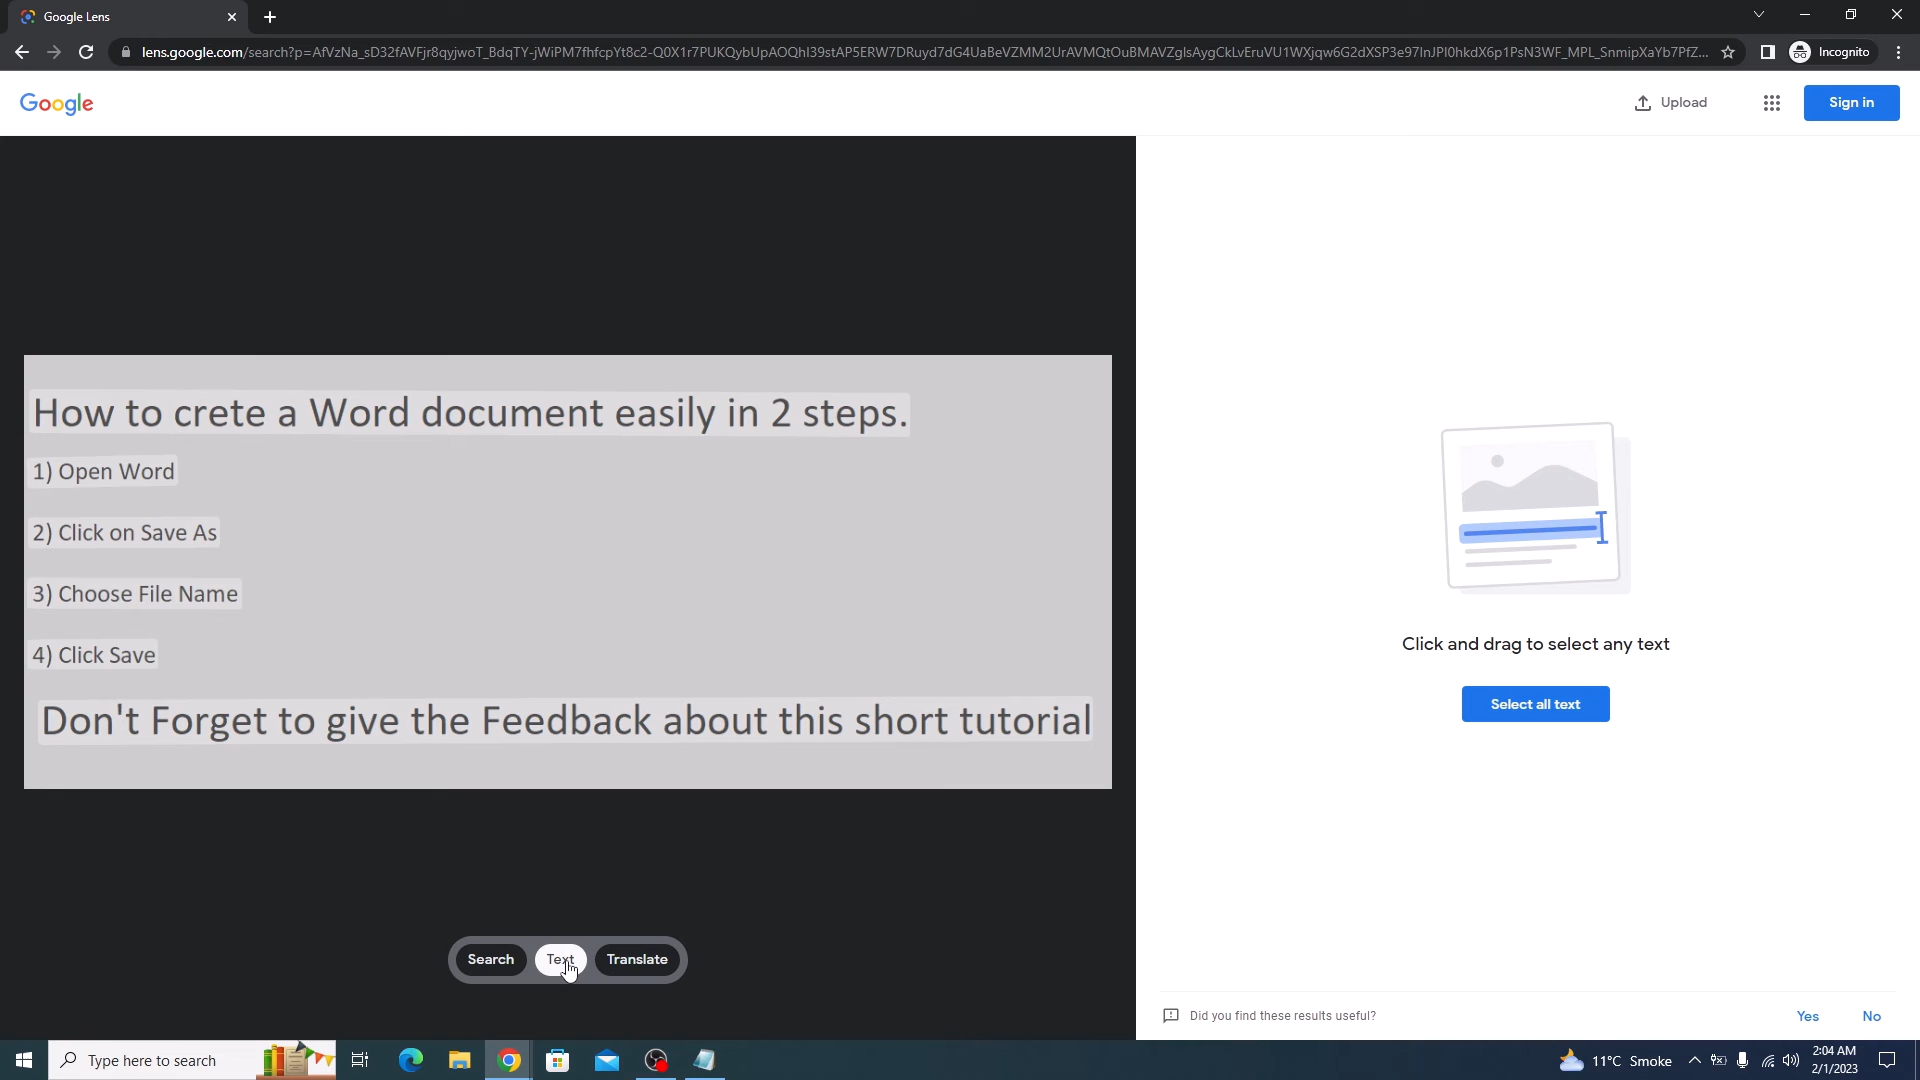 Google Lens
lens.google.com/search?p=AfVzNa_sD32fAVFjr8qyjwoT_BdqTY-jWiPM7fhfcpYt8c2-Q0X1r7PUKQybUpAOQhI39stAP5ERW7DRuyd7dG4UaBeVZMM2UrAVMQtOuBMAVZglsAygCkLvEruVU1WXjqw6G2dXSP3e97lnJPI0hkdX6p1PsN3WF_MPL_SnmipXaYb7PfZ...
Incognito
Google
Upload
Sign in
How to crete a Word document easily in 2 steps.
1) Open Word
2) Click on Save As
3) Choose File Name
4) Click Save
Don't Forget to give the Feedback about this short tutorial
Click and drag to select any text
Select all text
Search
Text
Translate
Did you find these results useful?
Yes
No
Type here to search
11°C Smoke
2:04 AM
2/1/2023